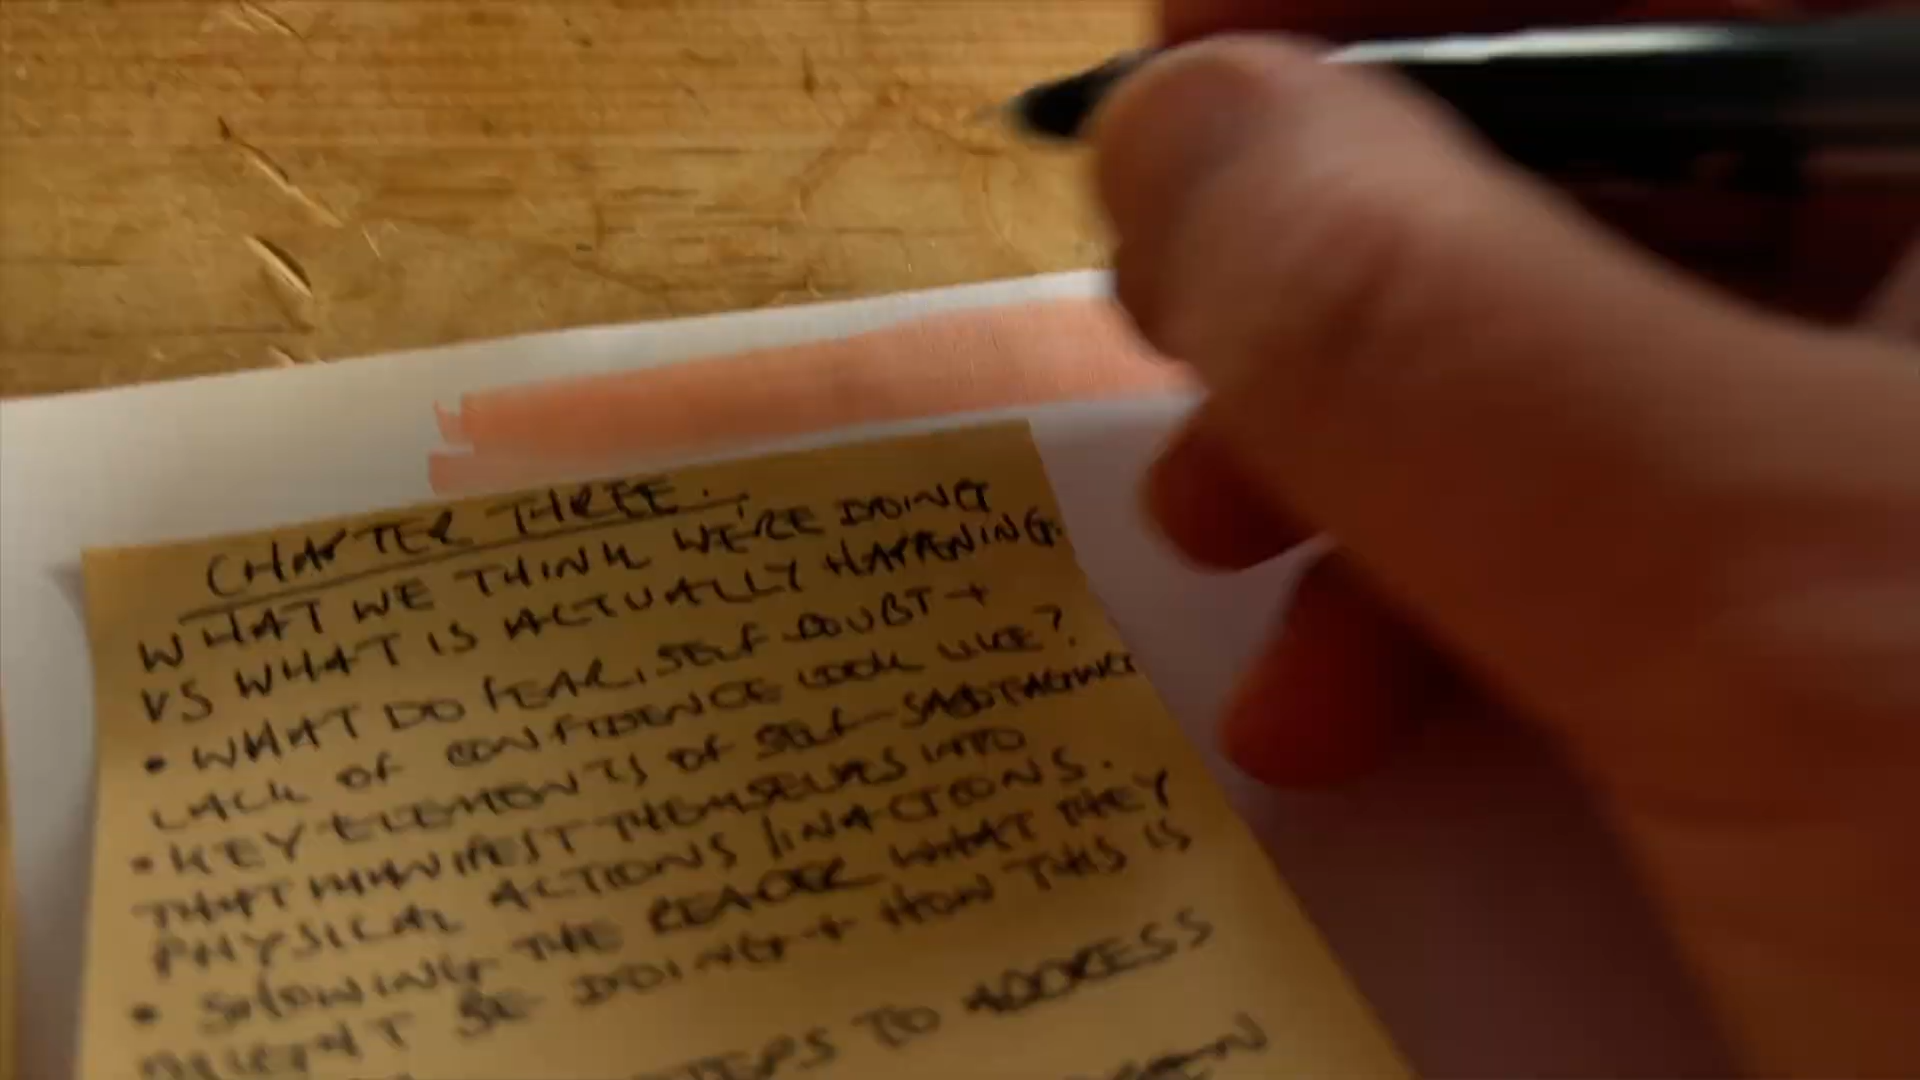 CHAPTER THREE:
WHAT WE THINK WE'RE DOING
VS WHAT IS ACTUALLY HAPPENING.
• WHAT DO FEAR, SELF DOUBT +
LACK OF CONFIDENCE LOOK LIKE?
• KEY ELEMENTS OF SELF-SABOTAGING
THAT MANIFEST THEMSELVES INTO
PHYSICAL ACTIONS / INACTIONS.
• SHOWING THE READER WHAT THEY
MIGHT BE DOING + HOW THIS IS
STEPS TO ADDRESS